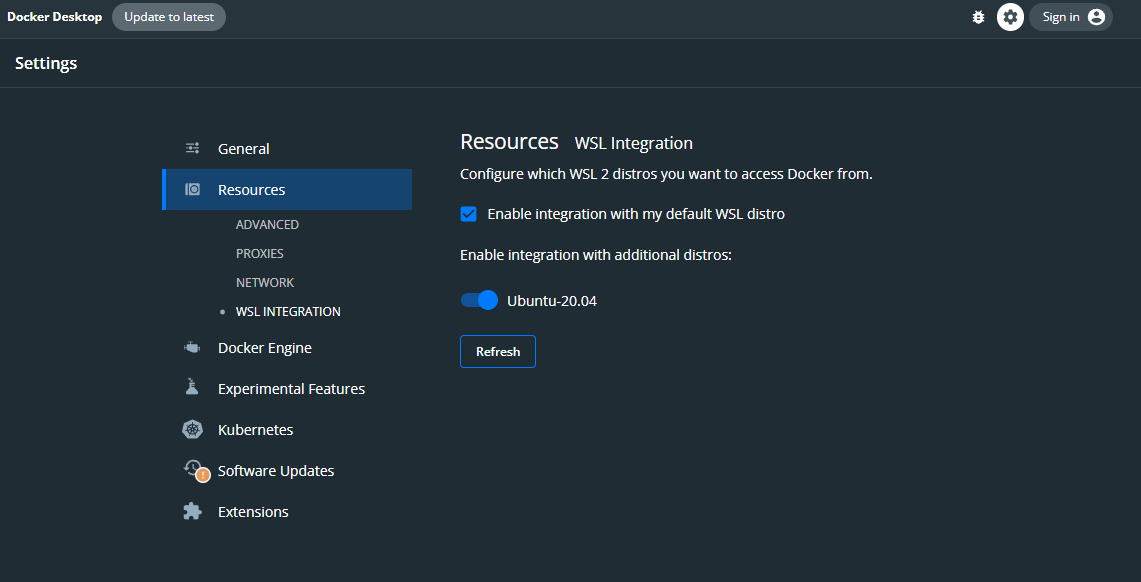 Docker Desktop Update to latest Sign in
Settings
General
Resources
ADVANCED
PROXIES
NETWORK
WSL INTEGRATION
Docker Engine
Experimental Features
Kubernetes
Software Updates
Extensions
Resources WSL Integration
Configure which WSL 2 distros you want to access Docker from.
Enable integration with my default WSL distro
Enable integration with additional distros:
Ubuntu-20.04
Refresh